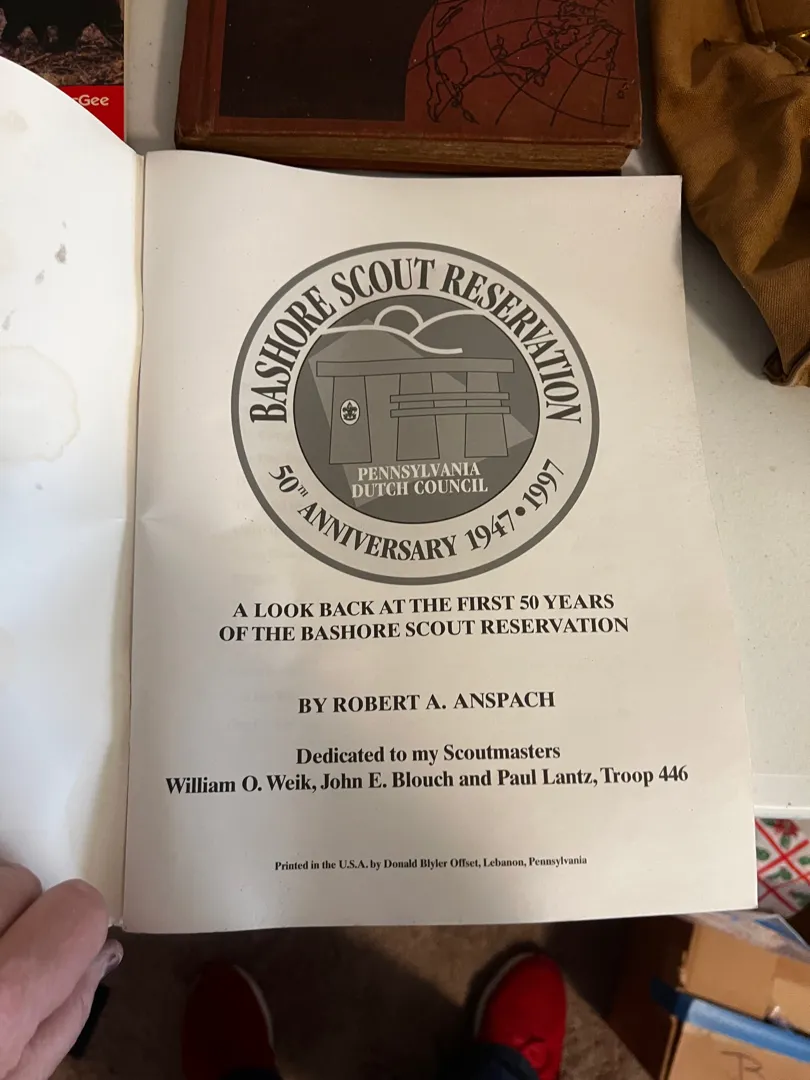 cGee
BASHORE SCOUT RESERVATION
PENNSYLVANIA
DUTCH COUNCIL
50TH ANNIVERSARY 1947 • 1997
A LOOK BACK AT THE FIRST 50 YEARS
OF THE BASHORE SCOUT RESERVATION
BY ROBERT A. ANSPACH
Dedicated to my Scoutmasters
William O. Weik, John E. Blouch and Paul Lantz, Troop 446
Printed in the U.S.A. by Donald Blyler Offset, Lebanon, Pennsylvania